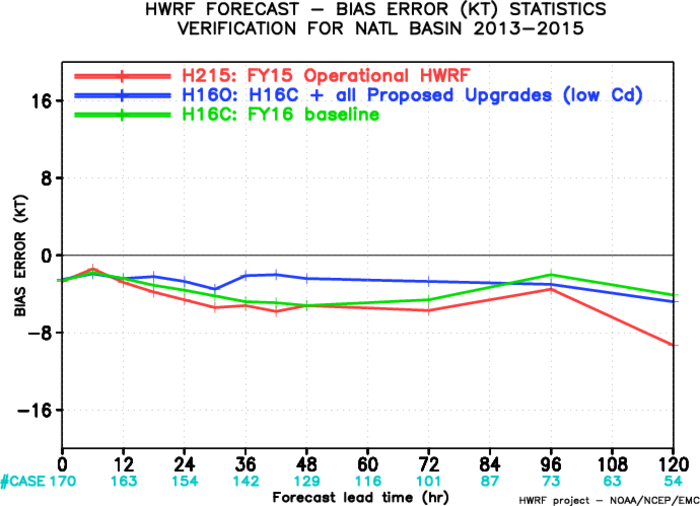 HWRF FORECAST – BIAS ERROR (KT) STATISTICS
VERIFICATION FOR NATL BASIN 2013–2015
H215: FY15 Operational HWRF
H16O: H16C + all Proposed Upgrades (low Cd)
H16C: FY16 baseline
16
8
0
−8
−16
BIAS ERROR (KT)
0 12 24 36 48 60 72 84 96 108 120
#CASE 170 163 154 142 129 116 101 87 73 63 54
Forecast lead time (hr)
HWRF project – NOAA/NCEP/EMC